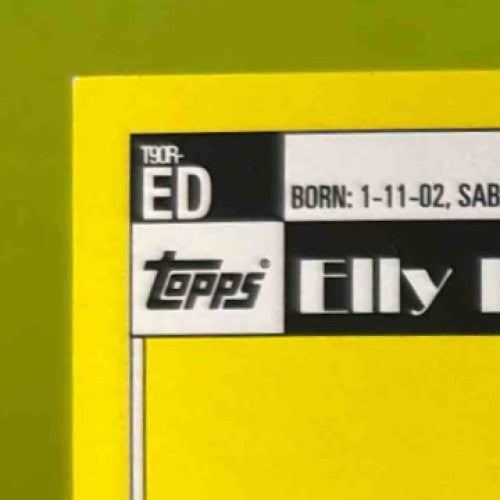 T90R-
ED
BORN: 1-11-02, SAB
Topps®
Elly